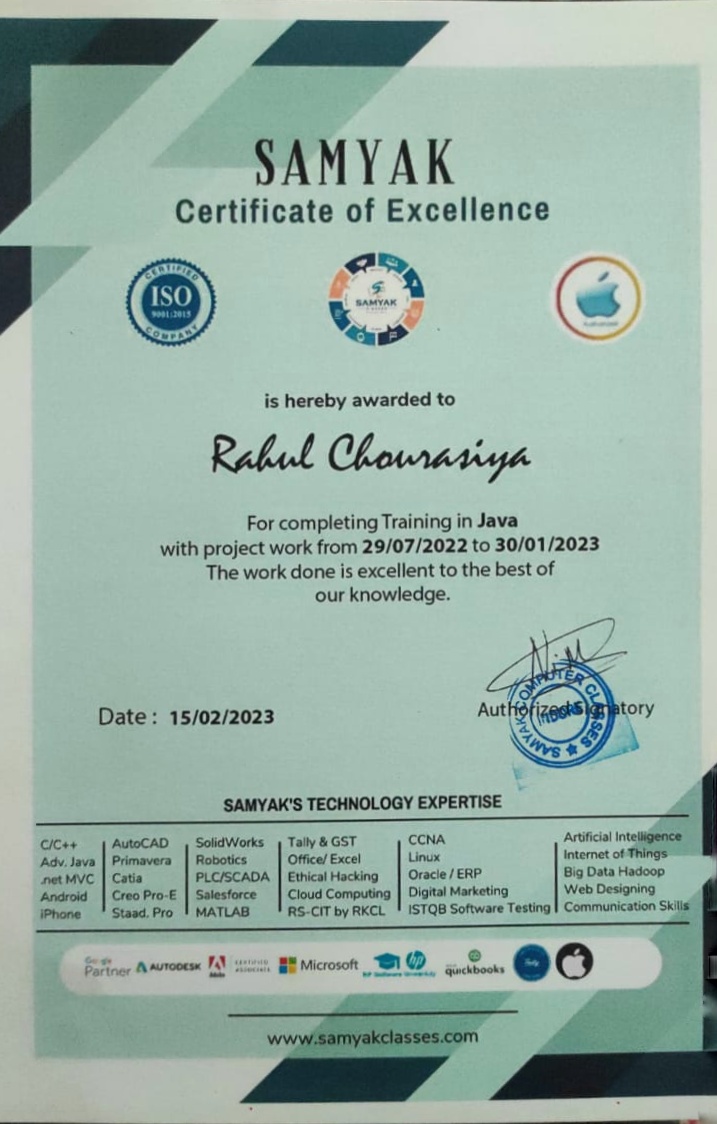 SAMYAK
Certificate of Excellence
CERTIFIED
ISO
9001:2015
COMPANY
SAMYAK
is hereby awarded to
Rahul Chourasiya
For completing Training in Java
with project work from 29/07/2022 to 30/01/2023
The work done is excellent to the best of
our knowledge.
Date : 15/02/2023
Authorized Signatory
SAMYAK COMPUTER CLASSES
SAMYAK'S TECHNOLOGY EXPERTISE
C/C++
Adv. Java
.net MVC
Android
iPhone
AutoCAD
Primavera
Catia
Creo Pro-E
Staad. Pro
SolidWorks
Robotics
PLC/SCADA
Salesforce
MATLAB
Tally & GST
Office/ Excel
Ethical Hacking
Cloud Computing
RS-CIT by RKCL
CCNA
Linux
Oracle / ERP
Digital Marketing
ISTQB Software Testing
Artificial Intelligence
Internet of Things
Big Data Hadoop
Web Designing
Communication Skills
Google
Partner
AUTODESK
Adobe
CERTIFIED
ASSOCIATE
Microsoft
hp
quickbooks
www.samyakclasses.com